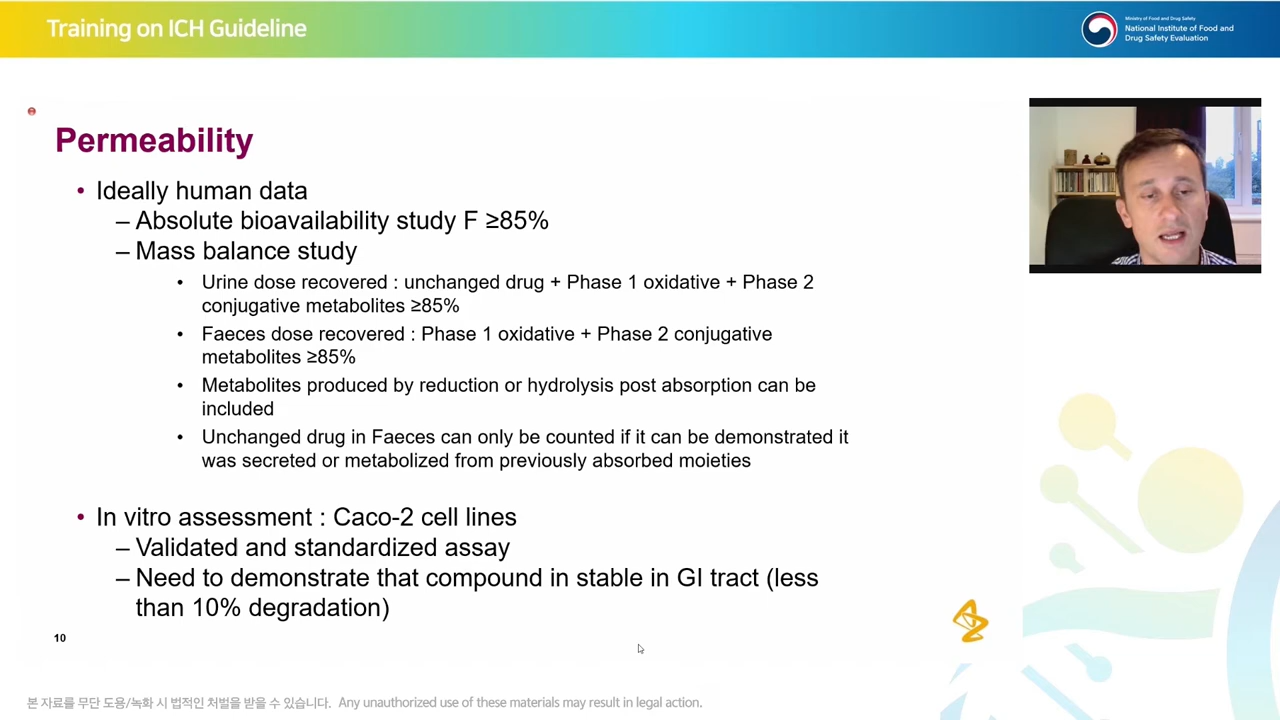 Training on ICH Guideline
Ministry of Food and Drug Safety
National Institute of Food and
Drug Safety Evaluation
Permeability
• Ideally human data
– Absolute bioavailability study F ≥85%
– Mass balance study
• Urine dose recovered : unchanged drug + Phase 1 oxidative + Phase 2
conjugative metabolites ≥85%
• Faeces dose recovered : Phase 1 oxidative + Phase 2 conjugative
metabolites ≥85%
• Metabolites produced by reduction or hydrolysis post absorption can be
included
• Unchanged drug in Faeces can only be counted if it can be demonstrated it
was secreted or metabolized from previously absorbed moieties
• In vitro assessment : Caco-2 cell lines
– Validated and standardized assay
– Need to demonstrate that compound in stable in GI tract (less
than 10% degradation)
10
본 자료를 무단 도용/녹화 시 법적인 처벌을 받을 수 있습니다. Any unauthorized use of these materials may result in legal action.